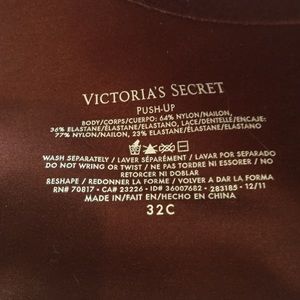 VICTORIA'S SECRET
PUSH-UP
BODY/CORPS/CUERPO: 64% NYLON/NAILON,
36% ELASTANE/ÉLASTANE/ELASTANO, LACE/DENTELLE/ENCAJE:
77% NYLON/NAILON, 23% ELASTANE/ÉLASTANE/ELASTANO
WASH SEPARATELY / LAVER SÉPARÉMENT / LAVAR POR SEPARADO
DO NOT WRING OR TWIST / NE PAS TORDRE NI ESSORER / NO
RETORCER NI DOBLAR
RESHAPE / REDONNER LA FORME / VOLVER A DAR LA FORMA
RN# 70817 • CA# 23226 • ID# 36007682 • 283185 • 12/11
MADE IN/FAIT EN/HECHO EN CHINA
32C